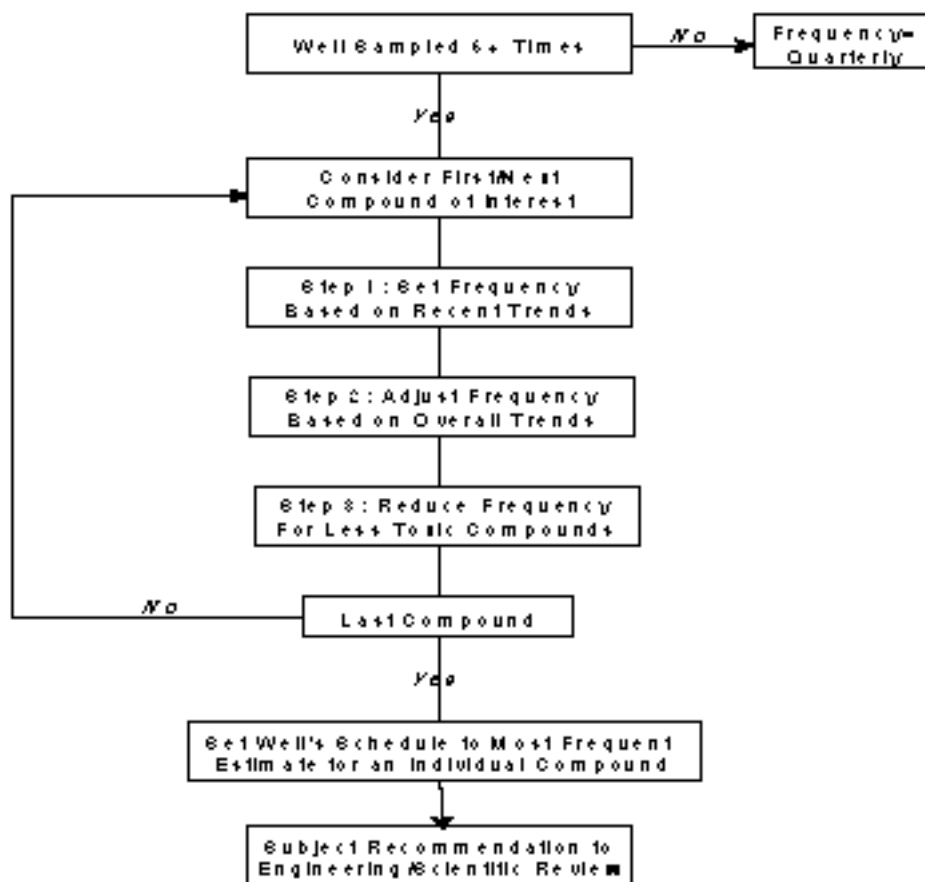 Well Sampled 6+ Times
No
Frequency=
Quarterly
Yes
Consider First/Next
Compound of Interest
Step 1: Set Frequency
Based on Recent Trends
Step 2: Adjust Frequency
Based on Overall Trends
Step 3: Reduce Frequency
For Less Toxic Compounds
No
Last Compound
Yes
Set Well's Schedule to Most Frequent
Estimate for an Individual Compound
Subject Recommendation to
Engineering/Scientific Review